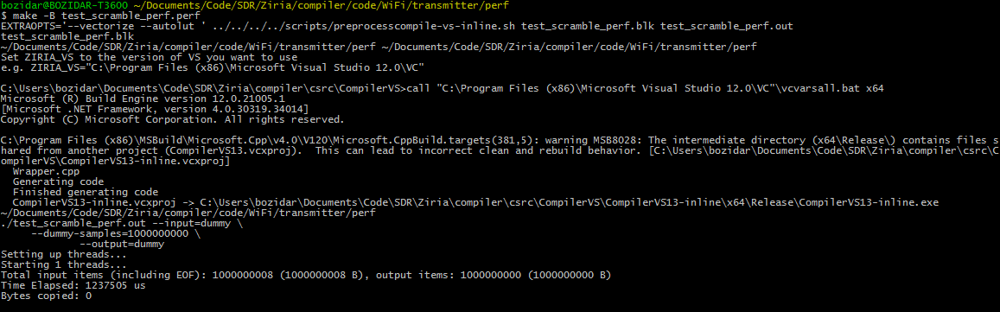 bozidar@BOZIDAR-T3600 ~/Documents/Code/SDR/Ziria/compiler/code/WiFi/transmitter/perf
$ make -B test_scramble_perf.perf
EXTRAOPTS='--vectorize --autolut ' ../../../../scripts/preprocesscompile-vs-inline.sh test_scramble_perf.blk test_scramble_perf.out
test_scramble_perf.blk
~/Documents/Code/SDR/Ziria/compiler/code/WiFi/transmitter/perf ~/Documents/Code/SDR/Ziria/compiler/code/WiFi/transmitter/perf
Set ZIRIA_VS to the version of VS you want to use
e.g. ZIRIA_VS="C:\Program Files (x86)\Microsoft Visual Studio 12.0\VC"
C:\Users\bozidar\Documents\Code\SDR\Ziria\compiler\csrc\CompilerVS>call "C:\Program Files (x86)\Microsoft Visual Studio 12.0\VC"\vcvarsall.bat x64
Microsoft (R) Build Engine version 12.0.21005.1
[Microsoft .NET Framework, version 4.0.30319.34014]
Copyright (C) Microsoft Corporation. All rights reserved.
C:\Program Files (x86)\MSBuild\Microsoft.Cpp\v4.0\V120\Microsoft.CppBuild.targets(381,5): warning MSB8028: The intermediate directory (x64\Release\) contains files s
hared from another project (CompilerVS13.vcxproj).  This can lead to incorrect clean and rebuild behavior. [C:\Users\bozidar\Documents\Code\SDR\Ziria\compiler\csrc\C
ompilerVS\CompilerVS13-inline.vcxproj]
  Wrapper.cpp
  Generating code
  Finished generating code
  CompilerVS13-inline.vcxproj -> C:\Users\bozidar\Documents\Code\SDR\Ziria\compiler\csrc\CompilerVS\CompilerVS13-inline\x64\Release\CompilerVS13-inline.exe
~/Documents/Code/SDR/Ziria/compiler/code/WiFi/transmitter/perf
./test_scramble_perf.out --input=dummy \
     --dummy-samples=1000000000 \
             --output=dummy
Setting up threads...
Starting 1 threads...
Total input items (including EOF): 1000000008 (1000000008 B), output items: 1000000000 (1000000000 B)
Time Elapsed: 1237505 us
Bytes copied: 0